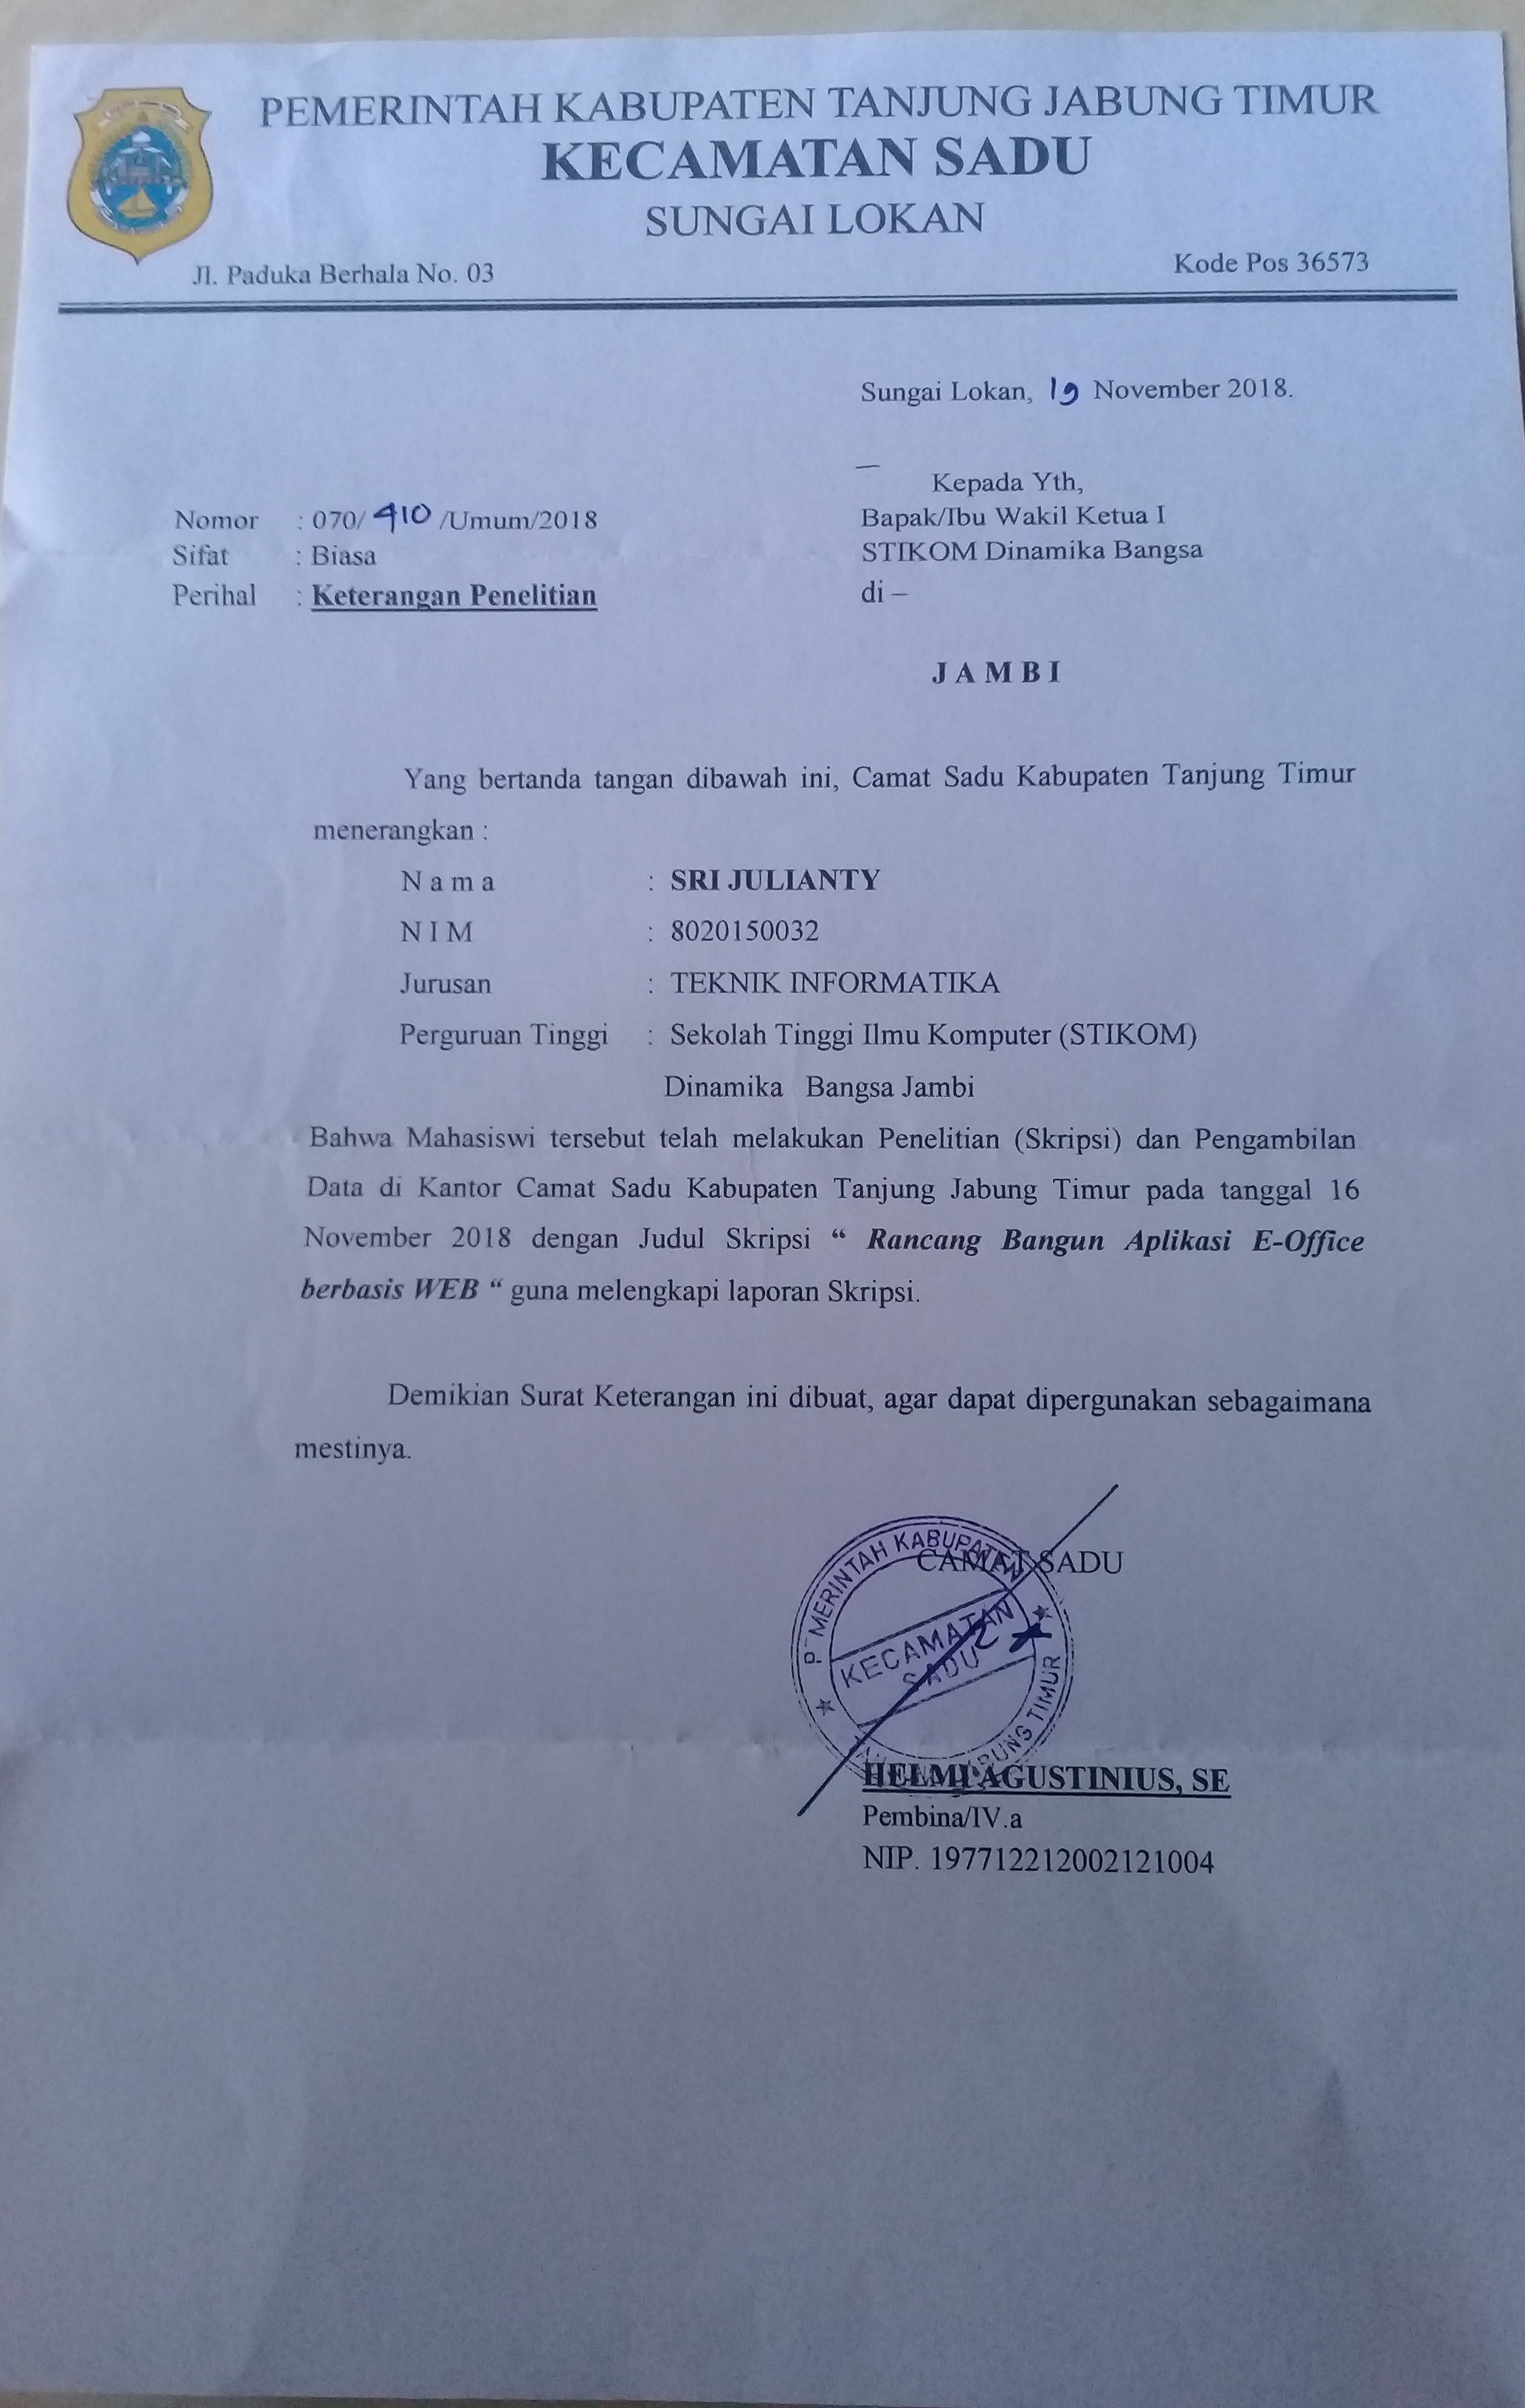 PEMERINTAH KABUPATEN TANJUNG JABUNG TIMUR
KECAMATAN SADU
SUNGAI LOKAN
Jl. Paduka Berhala No. 03
Kode Pos 36573
Sungai Lokan, 19 November 2018.
Kepada Yth,
Bapak/Ibu Wakil Ketua I
STIKOM Dinamika Bangsa
di –
J A M B I
Nomor : 070/ 410 /Umum/2018
Sifat : Biasa
Perihal : Keterangan Penelitian
Yang bertanda tangan dibawah ini, Camat Sadu Kabupaten Tanjung Timur
menerangkan :
N a m a : SRI JULIANTY
N I M : 8020150032
Jurusan : TEKNIK INFORMATIKA
Perguruan Tinggi : Sekolah Tinggi Ilmu Komputer (STIKOM)
Dinamika Bangsa Jambi
Bahwa Mahasiswi tersebut telah melakukan Penelitian (Skripsi) dan Pengambilan
Data di Kantor Camat Sadu Kabupaten Tanjung Jabung Timur pada tanggal 16
November 2018 dengan Judul Skripsi “ Rancang Bangun Aplikasi E-Office
berbasis WEB “ guna melengkapi laporan Skripsi.
Demikian Surat Keterangan ini dibuat, agar dapat dipergunakan sebagaimana
mestinya.
CAMAT SADU
PEMERINTAH KABUPATEN
KECAMATAN
SADU
TIMUR
HELMI AGUSTINIUS, SE
Pembina/IV.a
NIP. 197712212002121004